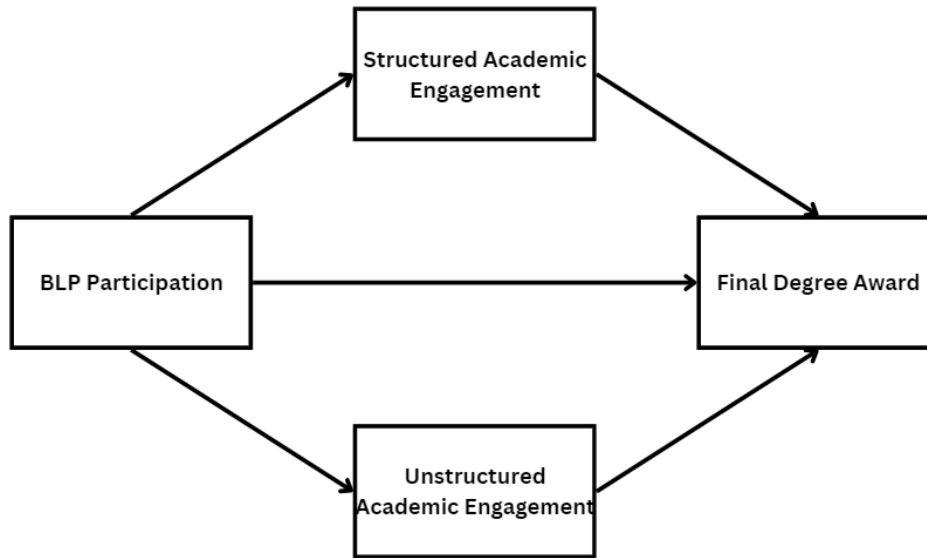 Structured Academic
Engagement
BLP Participation
Final Degree Award
Unstructured
Academic Engagement